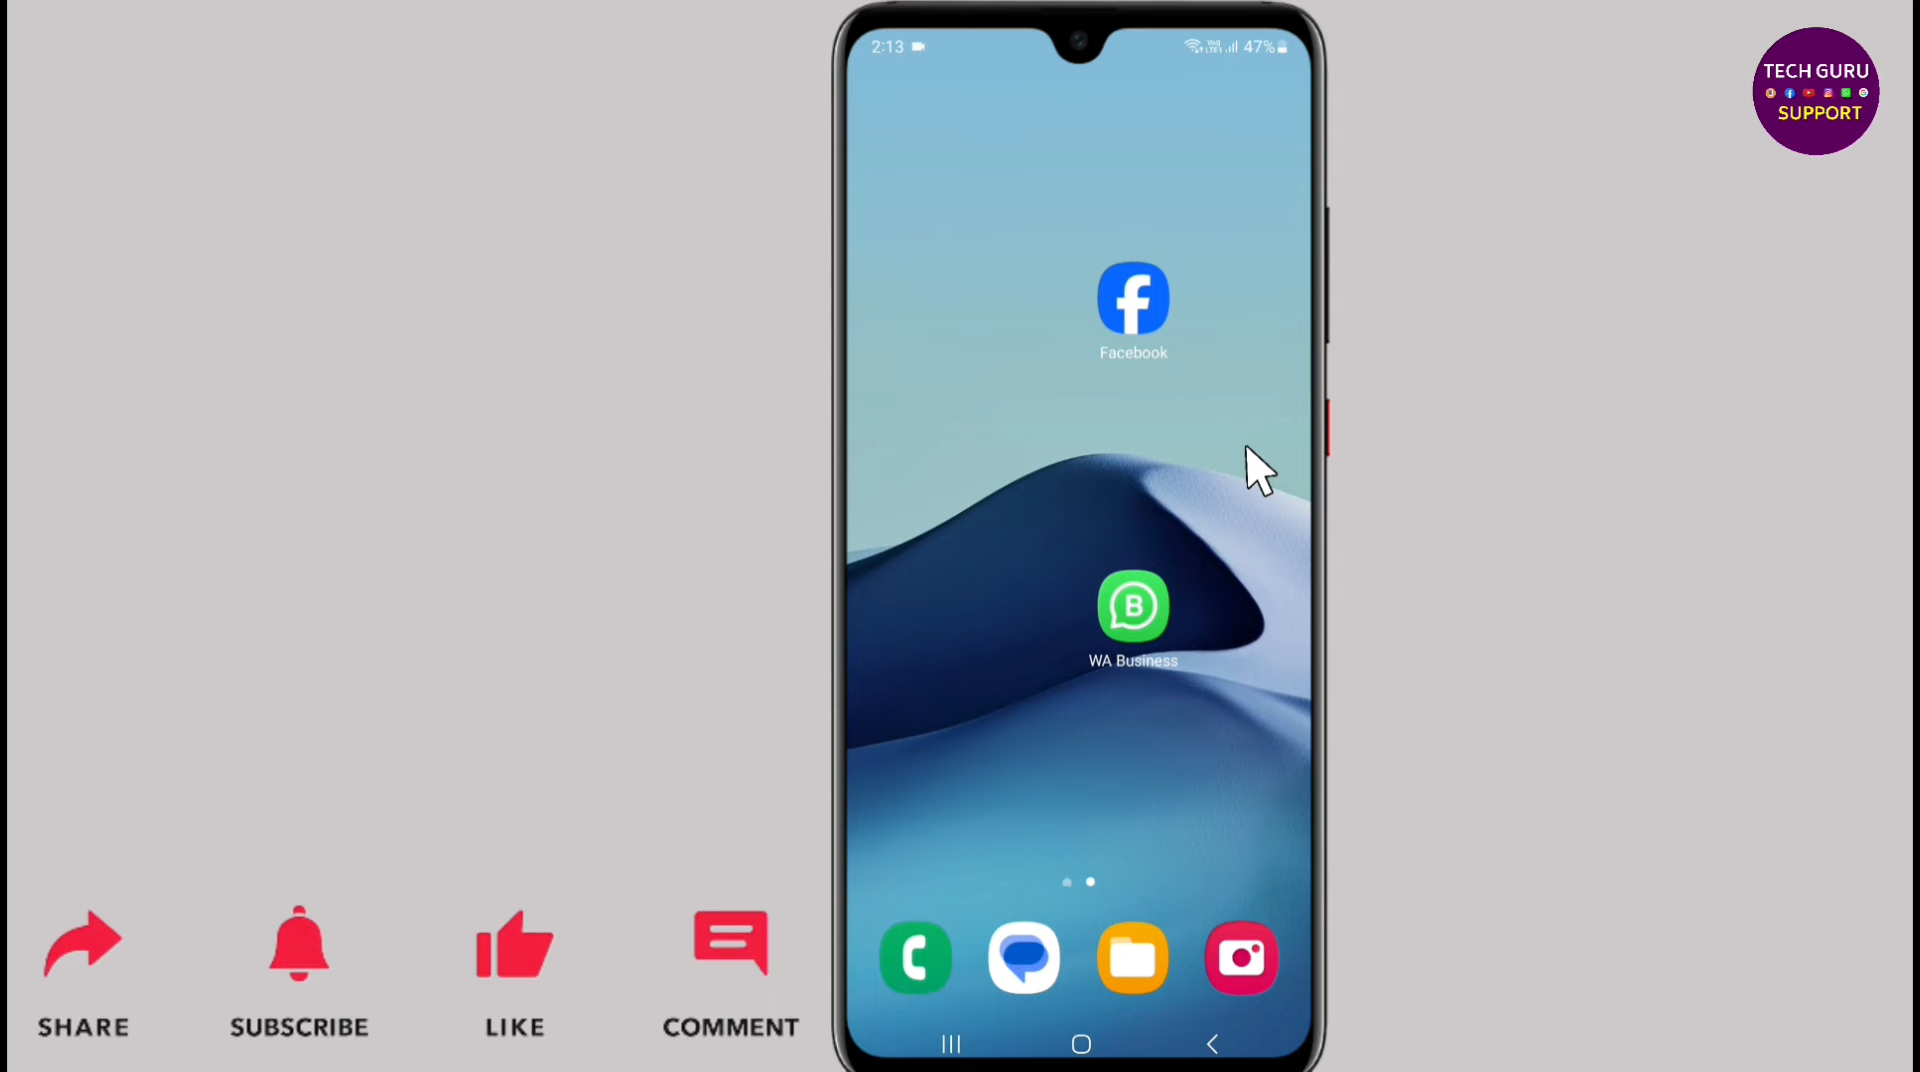 2:13
47%
TECH GURU
SUPPORT
Facebook
WA Business
SHARE
SUBSCRIBE
LIKE
COMMENT